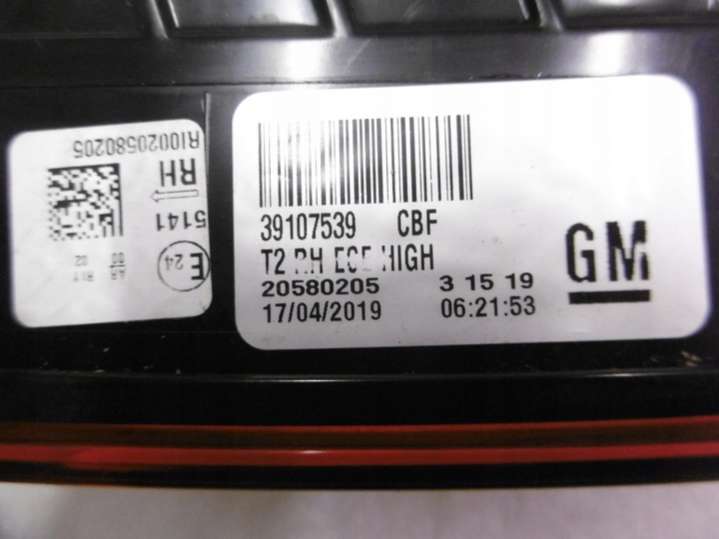 39107539 CBF
T2 RH ECE HIGH
20580205 3 15 19
17/04/2019 06:21:53
GM
RI0020580205
RH
5141
E 24